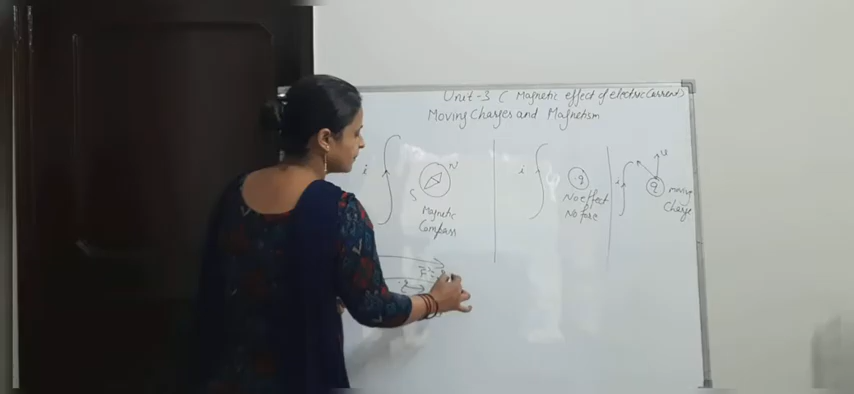 Unit-3 ( Magnetic effect of electric current)
Moving Charges and Magnetism
i
N
S
Magnetic
Compass
i
q
No effect
No force
i
u
q
moving
Charge